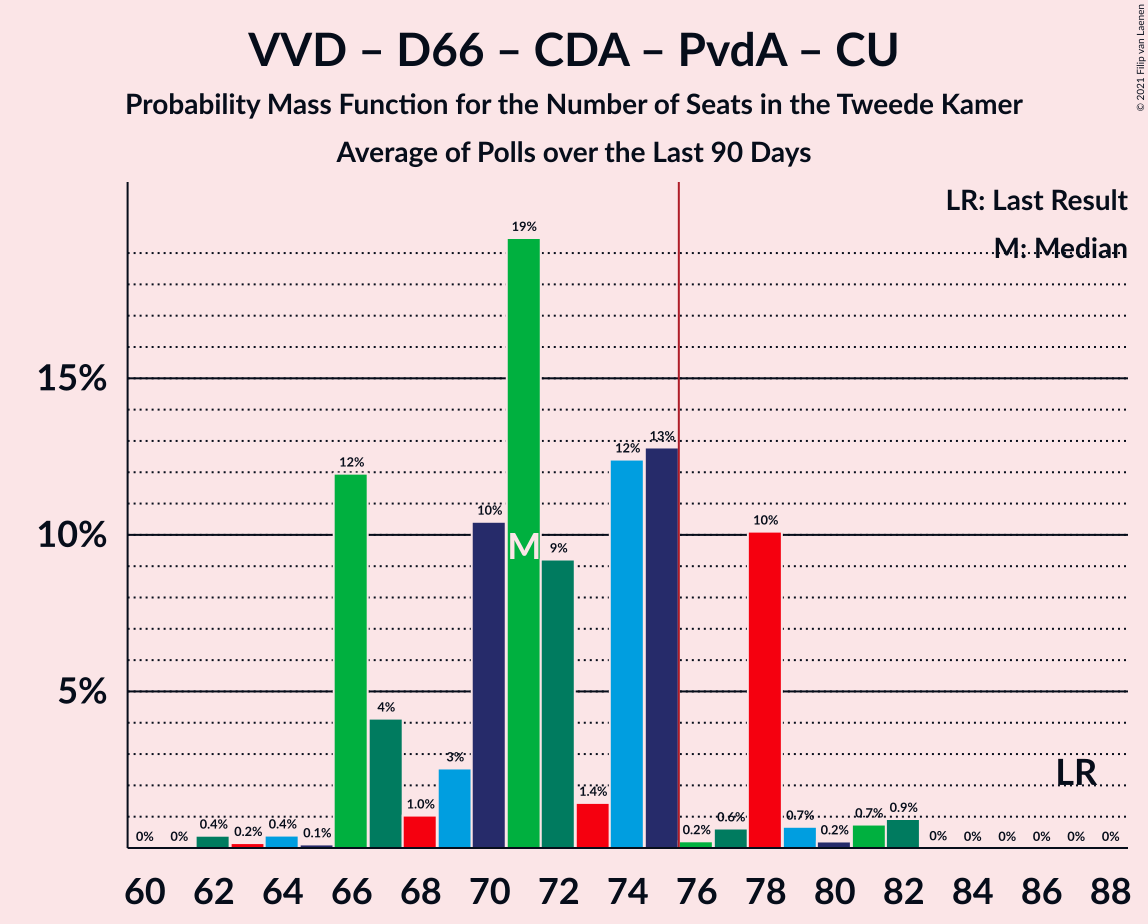 VVD – D66 – CDA – PvdA – CU
Probability Mass Function for the Number of Seats in the Tweede Kamer
Average of Polls over the Last 90 Days
© 2021 Filip van Laenen
LR: Last Result
M: Median
15%
10%
5%
0% 0% 0.4% 0.2% 0.4% 0.1% 12% 4% 1.0% 3% 10% 19% 9% 1.4% 12% 13% 0.2% 0.6% 10% 0.7% 0.2% 0.7% 0.9% 0% 0% 0% 0% 0% 0%
M
LR
60 62 64 66 68 70 72 74 76 78 80 82 84 86 88